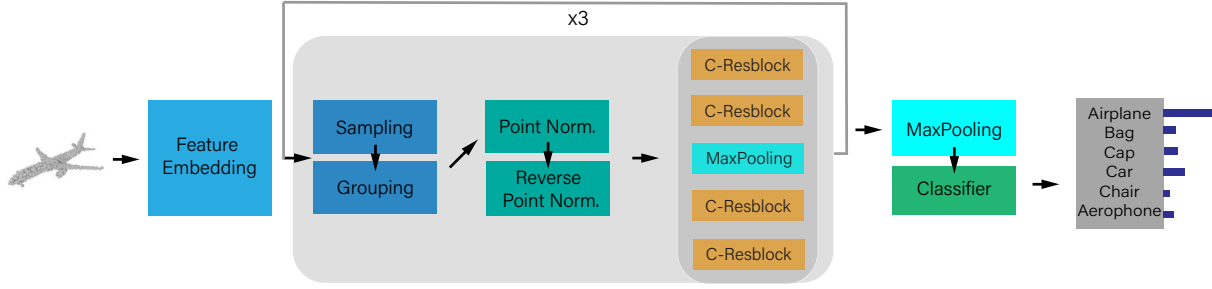 x3
Feature
Embedding
Sampling
Grouping
Point Norm.
Reverse
Point Norm.
C-Resblock
C-Resblock
MaxPooling
C-Resblock
C-Resblock
MaxPooling
Classifier
Airplane
Bag
Cap
Car
Chair
Aerophone